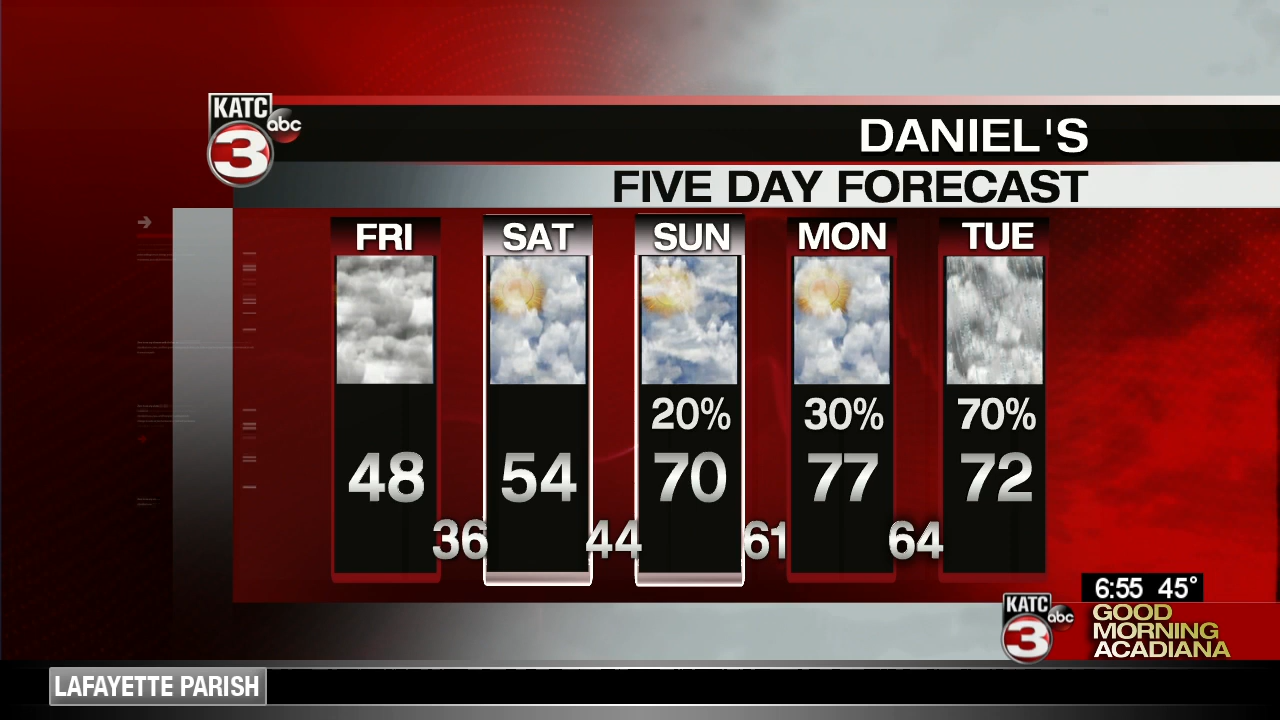 KATC
abc
3
DANIEL'S
FIVE DAY FORECAST
FRI SAT SUN MON TUE
20% 30% 70%
48 54 70 77 72
36 44 61 64
6:55 45°
KATC
abc
3
GOOD
MORNING
ACADIANA
LAFAYETTE PARISH